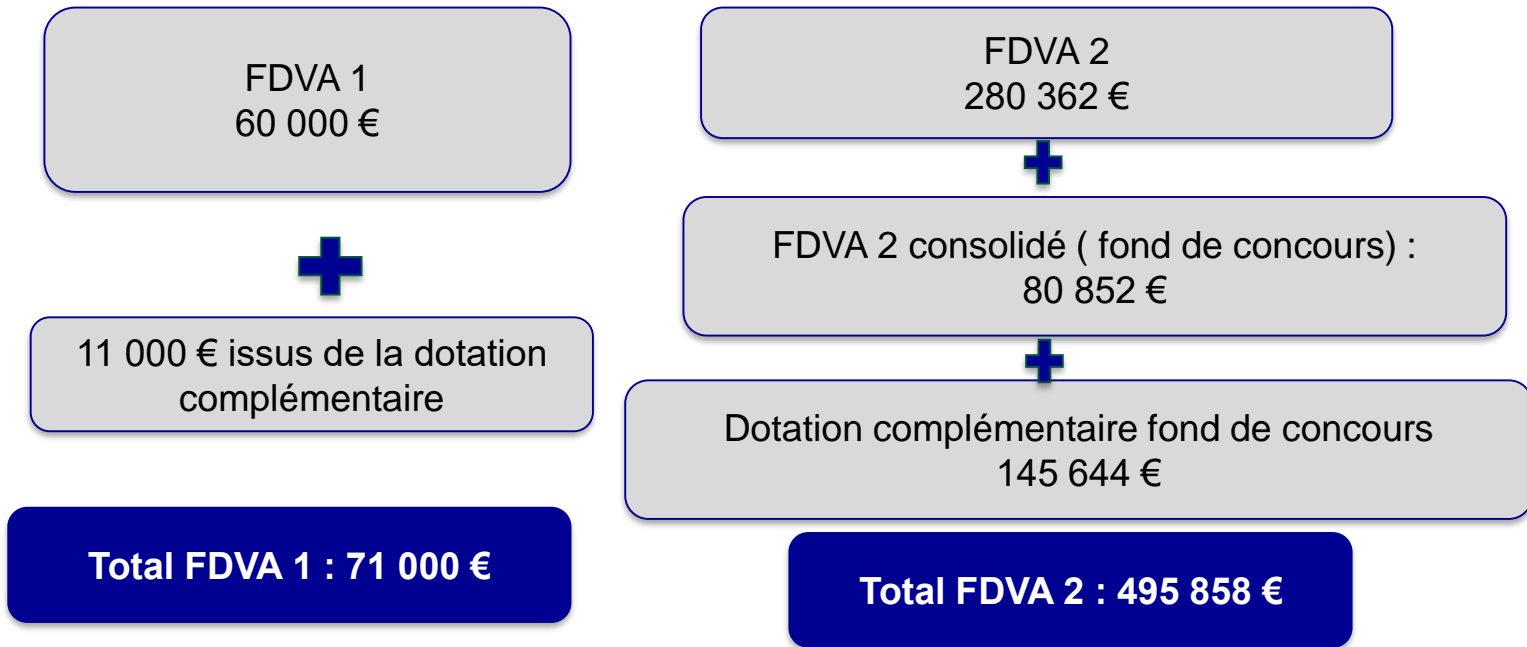 FDVA 1
60 000 €
11 000 € issus de la dotation
complémentaire
Total FDVA 1 : 71 000 €
FDVA 2
280 362 €
FDVA 2 consolidé ( fond de concours) :
80 852 €
Dotation complémentaire fond de concours
145 644 €
Total FDVA 2 : 495 858 €